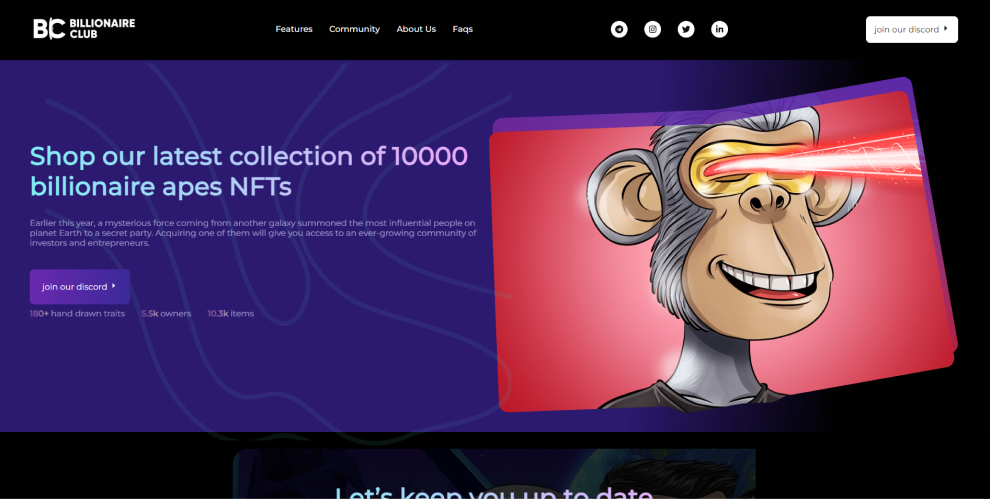 BC BILLIONAIRE
CLUB
Features Community About Us Faqs
join our discord
Shop our latest collection of 10000
billionaire apes NFTs
Earlier this year, a mysterious force coming from another galaxy summoned the most influential people on
planet Earth to a secret party. Acquiring one of them will give you access to an ever-growing community of
investors and entrepreneurs.
join our discord
180+ hand drawn traits 5.5k owners 10.3k items
Let's keep you up to date